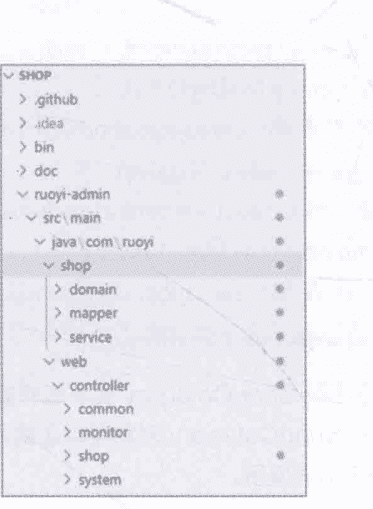 SHOP
.github
.idea
bin
doc
ruoyi-admin
src\main
java\com\ruoyi
shop
domain
mapper
service
web
controller
common
monitor
shop
system